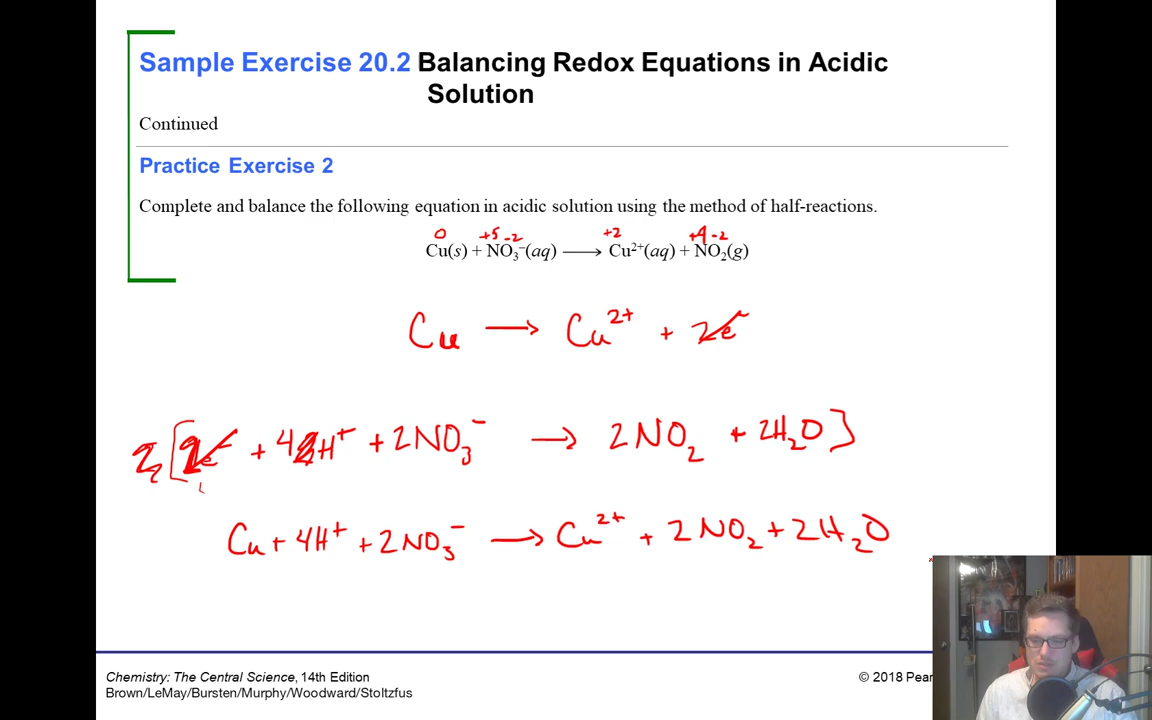 Sample Exercise 20.2 Balancing Redox Equations in Acidic
Solution
Continued
Practice Exercise 2
Complete and balance the following equation in acidic solution using the method of half-reactions.
0 +5 -2 +2 +4 -2
Cu(s) + NO₃⁻(aq) ⟶ Cu²⁺(aq) + NO₂(g)
Cu → Cu²⁺ + 2e⁻
2[2e⁻ + 4H⁺ + 2NO₃⁻ → 2NO₂ + 2H₂O]
Cu + 4H⁺ + 2NO₃⁻ → Cu²⁺ + 2NO₂ + 2H₂O
Chemistry: The Central Science, 14th Edition
Brown/LeMay/Bursten/Murphy/Woodward/Stoltzfus
© 2018 Pear